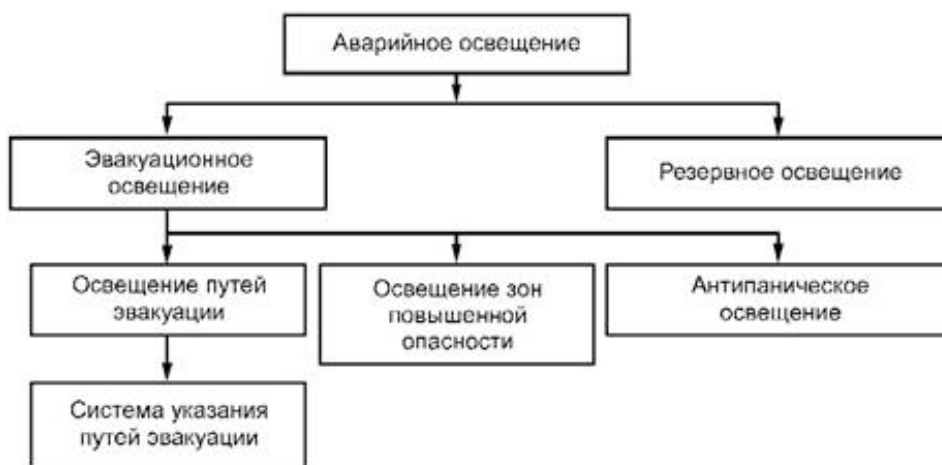 Аварийное освещение
Эвакуационное
освещение
Резервное освещение
Освещение путей
эвакуации
Освещение зон
повышенной
опасности
Антипаническое
освещение
Система указания
путей эвакуации